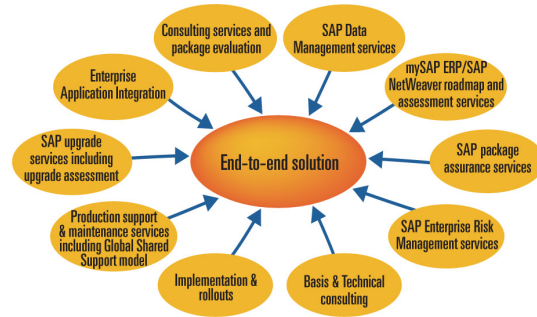 Consulting services and
package evaluation
SAP Data
Management services
mySAP ERP/SAP
NetWeaver roadmap and
assessment services
SAP package
assurance services
SAP Enterprise Risk
Management services
Basis & Technical
consulting
Implementation &
rollouts
Production support
& maintenance services
including Global Shared
Support model
SAP upgrade
services including
upgrade assessment
Enterprise
Application Integration
End-to-end solution